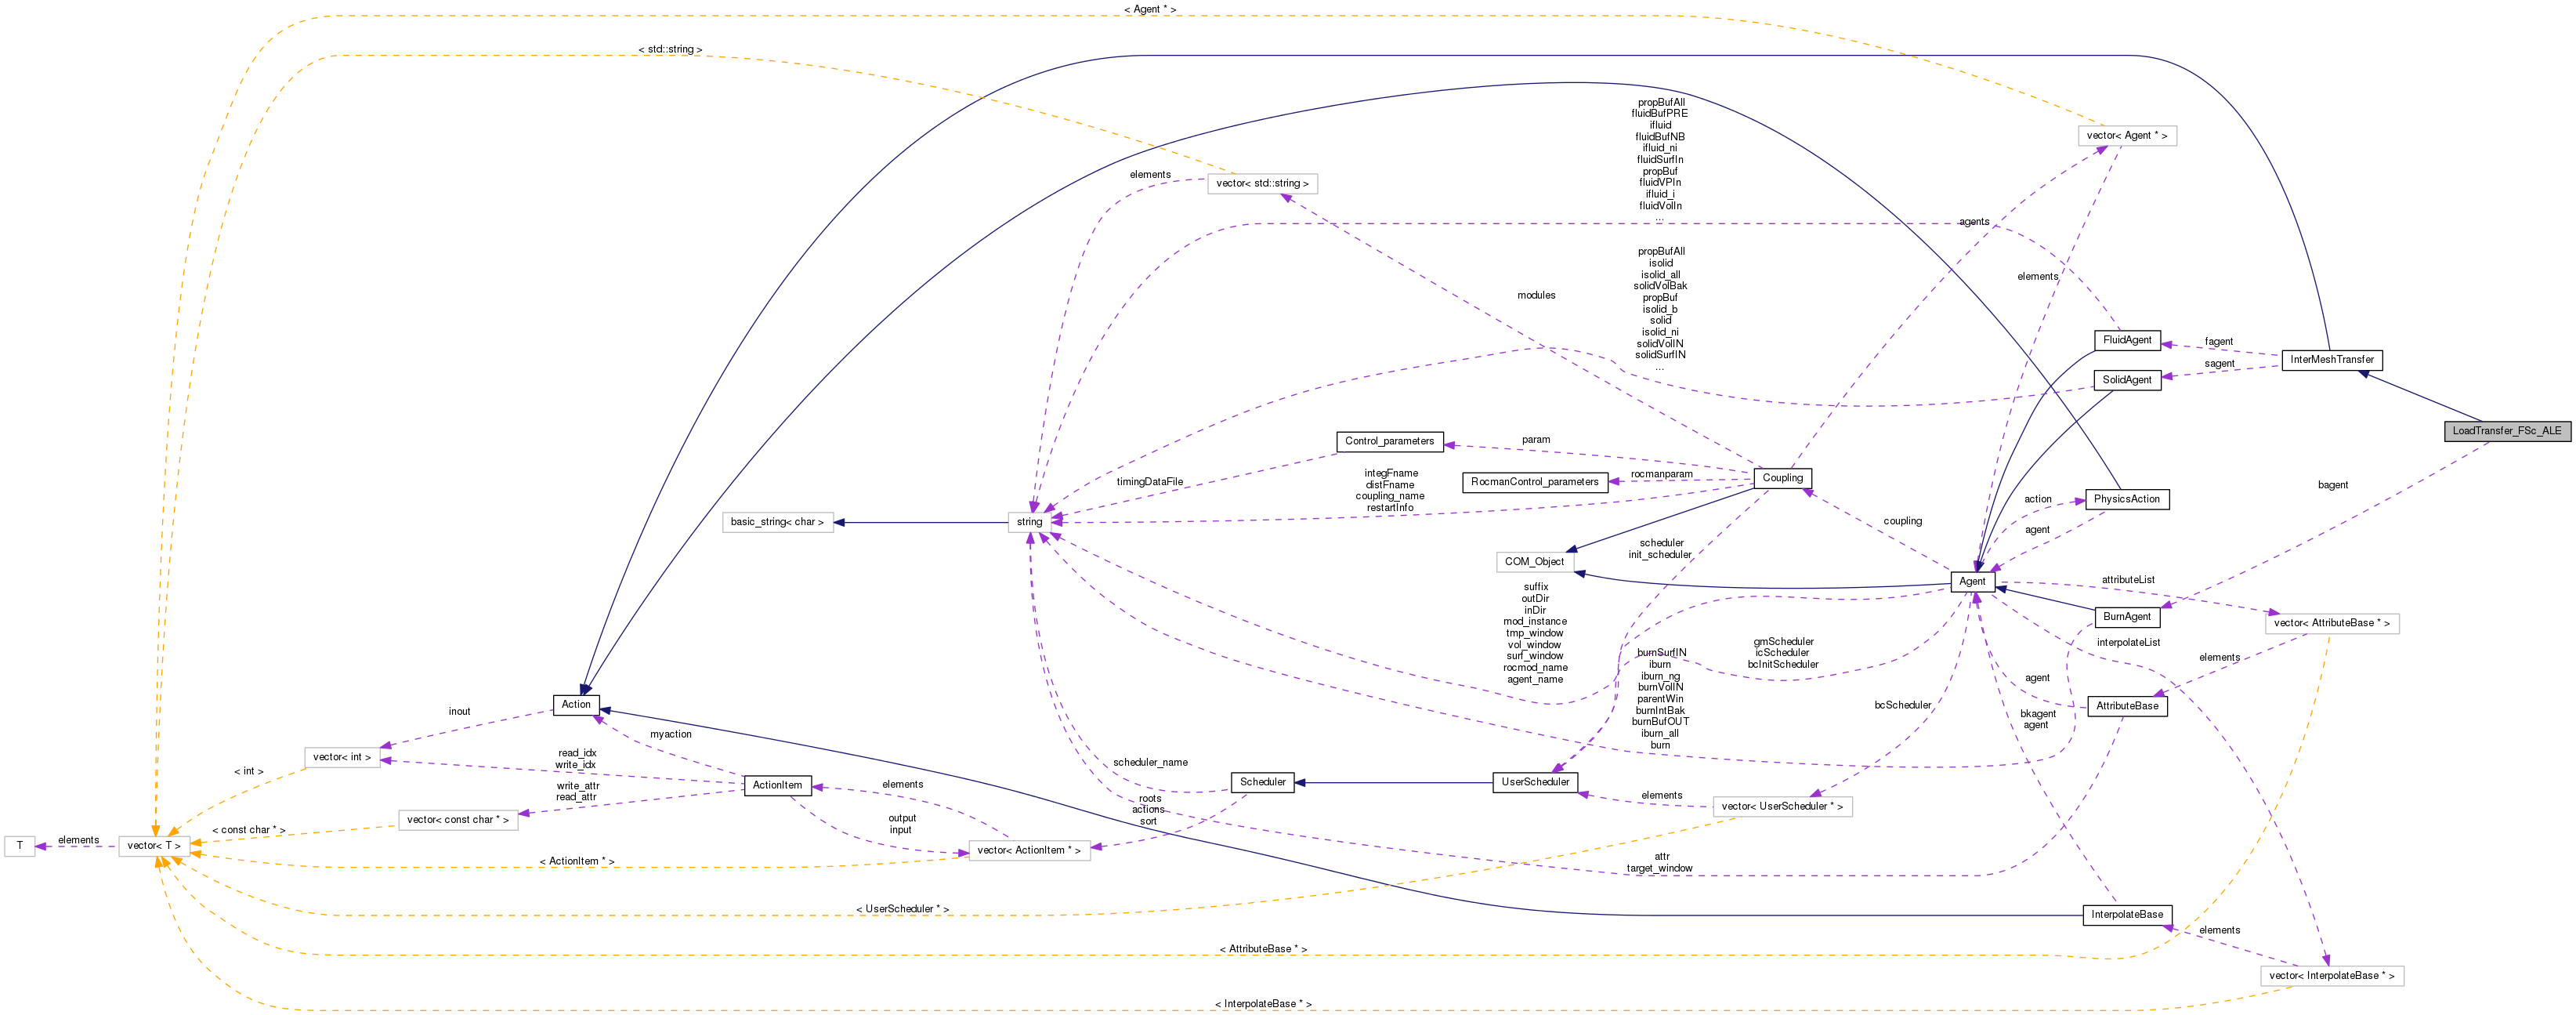 < Agent * >
< std::string >
propBufAll
fluidBufPRE
ifluid
fluidBufNB
ifluid_ni
fluidSurfIn
propBuf
fluidVPIn
ifluid_i
fluidVolIn
...
vector< Agent * >
elements
vector< std::string >
agents
propBufAll
isolid
isolid_all
solidVolBak
propBuf
isolid_b
solid
isolid_ni
solidVolIN
solidSurfIN
...
elements
modules
FluidAgent
fagent
InterMeshTransfer
sagent
SolidAgent
LoadTransfer_FSc_ALE
Control_parameters
param
integFname
distFname
coupling_name
restartInfo
timingDataFile
RocmanControl_parameters
rocmanparam
Coupling
bagent
action
PhysicsAction
agent
basic_string< char >
string
coupling
scheduler
init_scheduler
COM_Object
Agent
attributeList
suffix
outDir
inDir
mod_instance
tmp_window
vol_window
surf_window
rocmod_name
agent_name
BurnAgent
vector< AttributeBase * >
gmScheduler
icScheduler
bcInitScheduler
interpolateList
burnSurfIN
iburn
iburn_ng
burnVolIN
parentWin
burnIntBak
burnBufOUT
iburn_all
burn
elements
agent
Action
bcScheduler
AttributeBase
inout
bkagent
agent
myaction
vector< int >
read_idx
write_idx
scheduler_name
< int >
ActionItem
elements
Scheduler
UserScheduler
elements
vector< UserScheduler * >
write_attr
read_attr
roots
actions
sort
vector< const char * >
output
input
< const char * >
T
elements
vector< T >
vector< ActionItem * >
< ActionItem * >
attr
target_window
< UserScheduler * >
InterpolateBase
elements
< AttributeBase * >
vector< InterpolateBase * >
< InterpolateBase * >